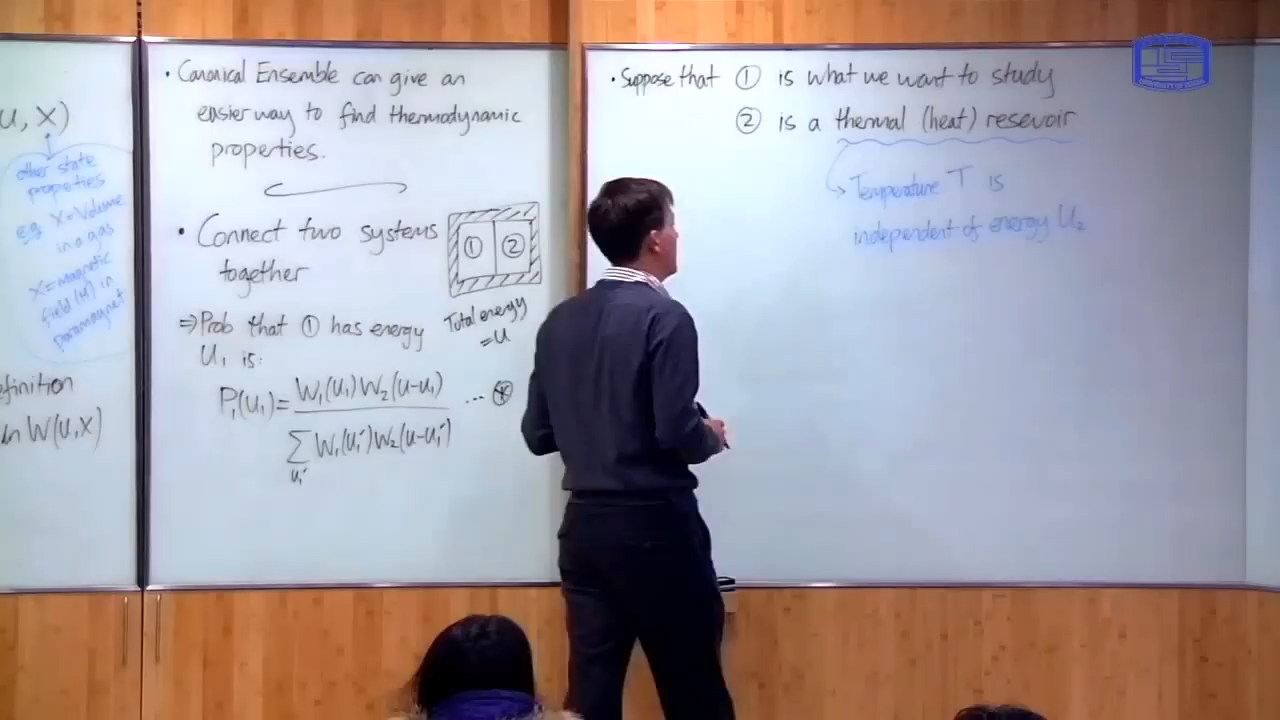 U, X)
other state
properties
eg X=Volume
in a gas
X=magnetic
field (H) in
paramagnet
efinition
ln W(U,X)
• Canonical Ensemble can give an
easier way to find thermodynamic
properties.
• Connect two systems
together
① ②
Total energy
=U
⇒Prob that ① has energy
U₁ is:
P₁(U₁)= W₁(U₁)W₂(U-U₁) ... ⊛
∑ W₁(U₁′)W₂(U-U₁′)
U₁′
• Suppose that ① is what we want to study
② is a thermal (heat) resevoir
→ Temperature T is
independent of energy U₂